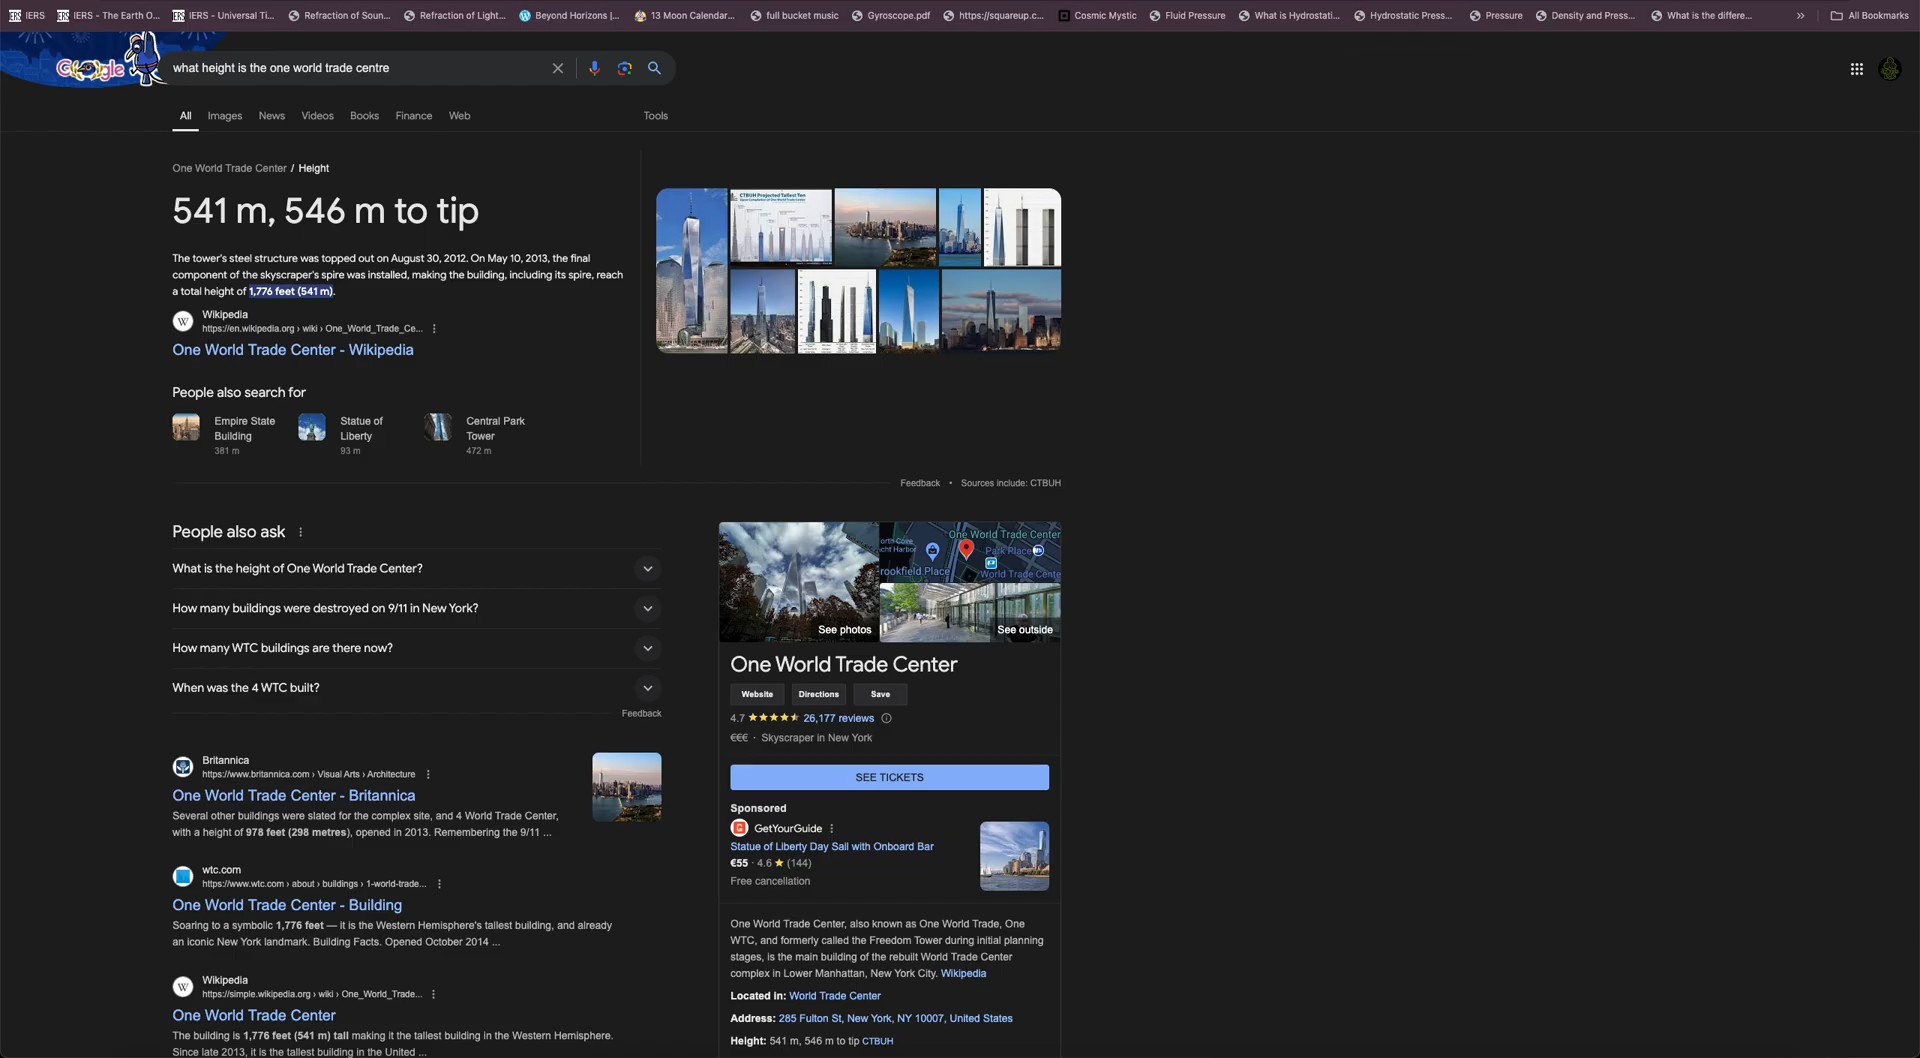 IERS
IERS - The Earth O...
IERS - Universal Ti...
Refraction of Soun...
Refraction of Light...
Beyond Horizons |...
13 Moon Calendar...
full bucket music
Gyroscope.pdf
https://squareup.c...
Cosmic Mystic
Fluid Pressure
What is Hydrostati...
Hydrostatic Press...
Pressure
Density and Press...
What is the differe...
»
All Bookmarks
Google
what height is the one world trade centre
All
Images
News
Videos
Books
Finance
Web
Tools
One World Trade Center / Height
541 m, 546 m to tip
The tower's steel structure was topped out on August 30, 2012. On May 10, 2013, the final
component of the skyscraper's spire was installed, making the building, including its spire, reach
a total height of 1,776 feet (541 m).
W
Wikipedia
https://en.wikipedia.org › wiki › One_World_Trade_Ce...
One World Trade Center - Wikipedia
CTBUH Projected Tallest Ten
People also search for
Empire State
Building
381 m
Statue of
Liberty
93 m
Central Park
Tower
472 m
Feedback • Sources include: CTBUH
People also ask
What is the height of One World Trade Center?
How many buildings were destroyed on 9/11 in New York?
How many WTC buildings are there now?
When was the 4 WTC built?
Feedback
Britannica
https://www.britannica.com › Visual Arts › Architecture
One World Trade Center - Britannica
Several other buildings were slated for the complex site, and 4 World Trade Center,
with a height of 978 feet (298 metres), opened in 2013. Remembering the 9/11 ...
wtc.com
https://www.wtc.com › about › buildings › 1-world-trade...
One World Trade Center - Building
Soaring to a symbolic 1,776 feet — it is the Western Hemisphere's tallest building, and already
an iconic New York landmark. Building Facts. Opened October 2014 ...
W
Wikipedia
https://simple.wikipedia.org › wiki › One_World_Trade...
One World Trade Center
The building is 1,776 feet (541 m) tall making it the tallest building in the Western Hemisphere.
Since late 2013, it is the tallest building in the United ...
One World Trade Center
orth Cove
cht Harbor
Park Place
rookfield Place
World Trade Cente
See photos
See outside
One World Trade Center
Website
Directions
Save
4.7
26,177 reviews
€€€ · Skyscraper in New York
SEE TICKETS
Sponsored
G
GetYourGuide
Statue of Liberty Day Sail with Onboard Bar
€55 · 4.6 ★ (144)
Free cancellation
One World Trade Center, also known as One World Trade, One
WTC, and formerly called the Freedom Tower during initial planning
stages, is the main building of the rebuilt World Trade Center
complex in Lower Manhattan, New York City. Wikipedia
Located in: World Trade Center
Address: 285 Fulton St, New York, NY 10007, United States
Height: 541 m, 546 m to tip CTBUH